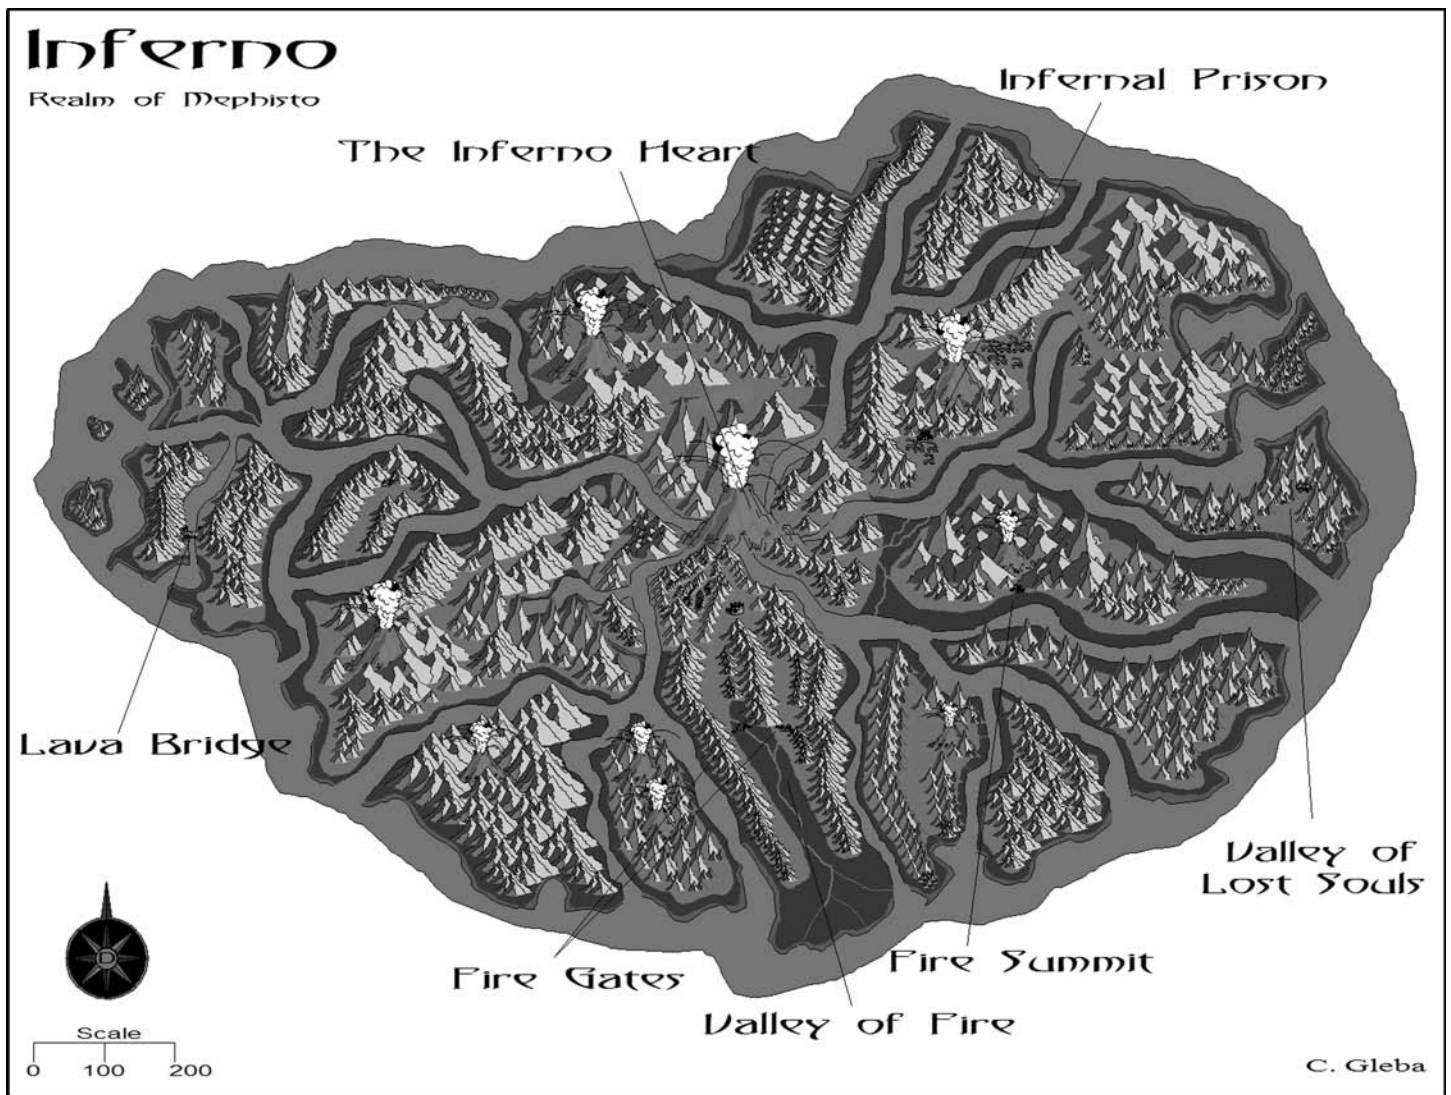 Inferno
Realm of Mephisto
Infernal Prison
The Inferno Heart
Lava Bridge
Valley of
Lost Souls
Fire Gates
Fire Summit
Valley of Fire
D
Scale
0 100 200
C. Gleba